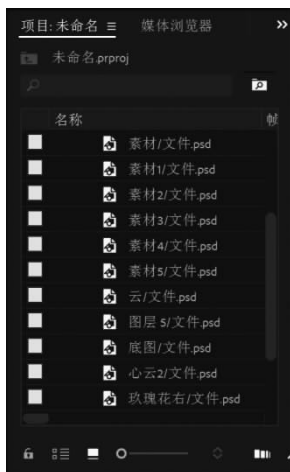 项目:未命名 媒体浏览器
未命名.prproj
名称 帧
素材/文件.psd
素材1/文件.psd
素材2/文件.psd
素材3/文件.psd
素材4/文件.psd
素材5/文件.psd
云/文件.psd
图层 5/文件.psd
底图/文件.psd
心云2/文件.psd
玫瑰花右/文件.psd